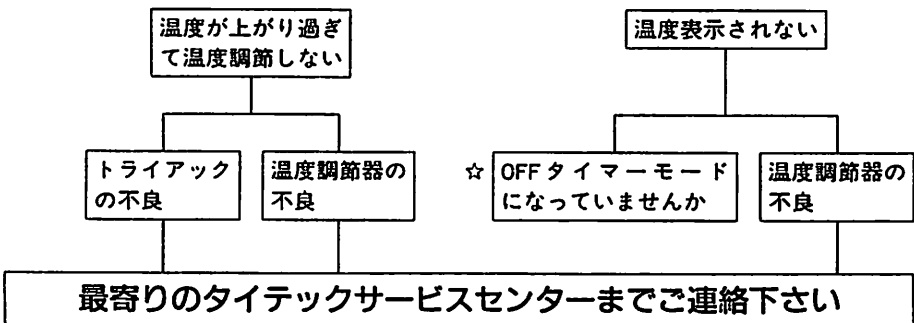 温度が上がり過ぎ
て温度調節しない
温度表示されない
トライアック
の不良
温度調節器の
不良
☆ OFFタイマーモード
になっていませんか
温度調節器の
不良
最寄りのタイテックサービスセンターまでご連絡下さい